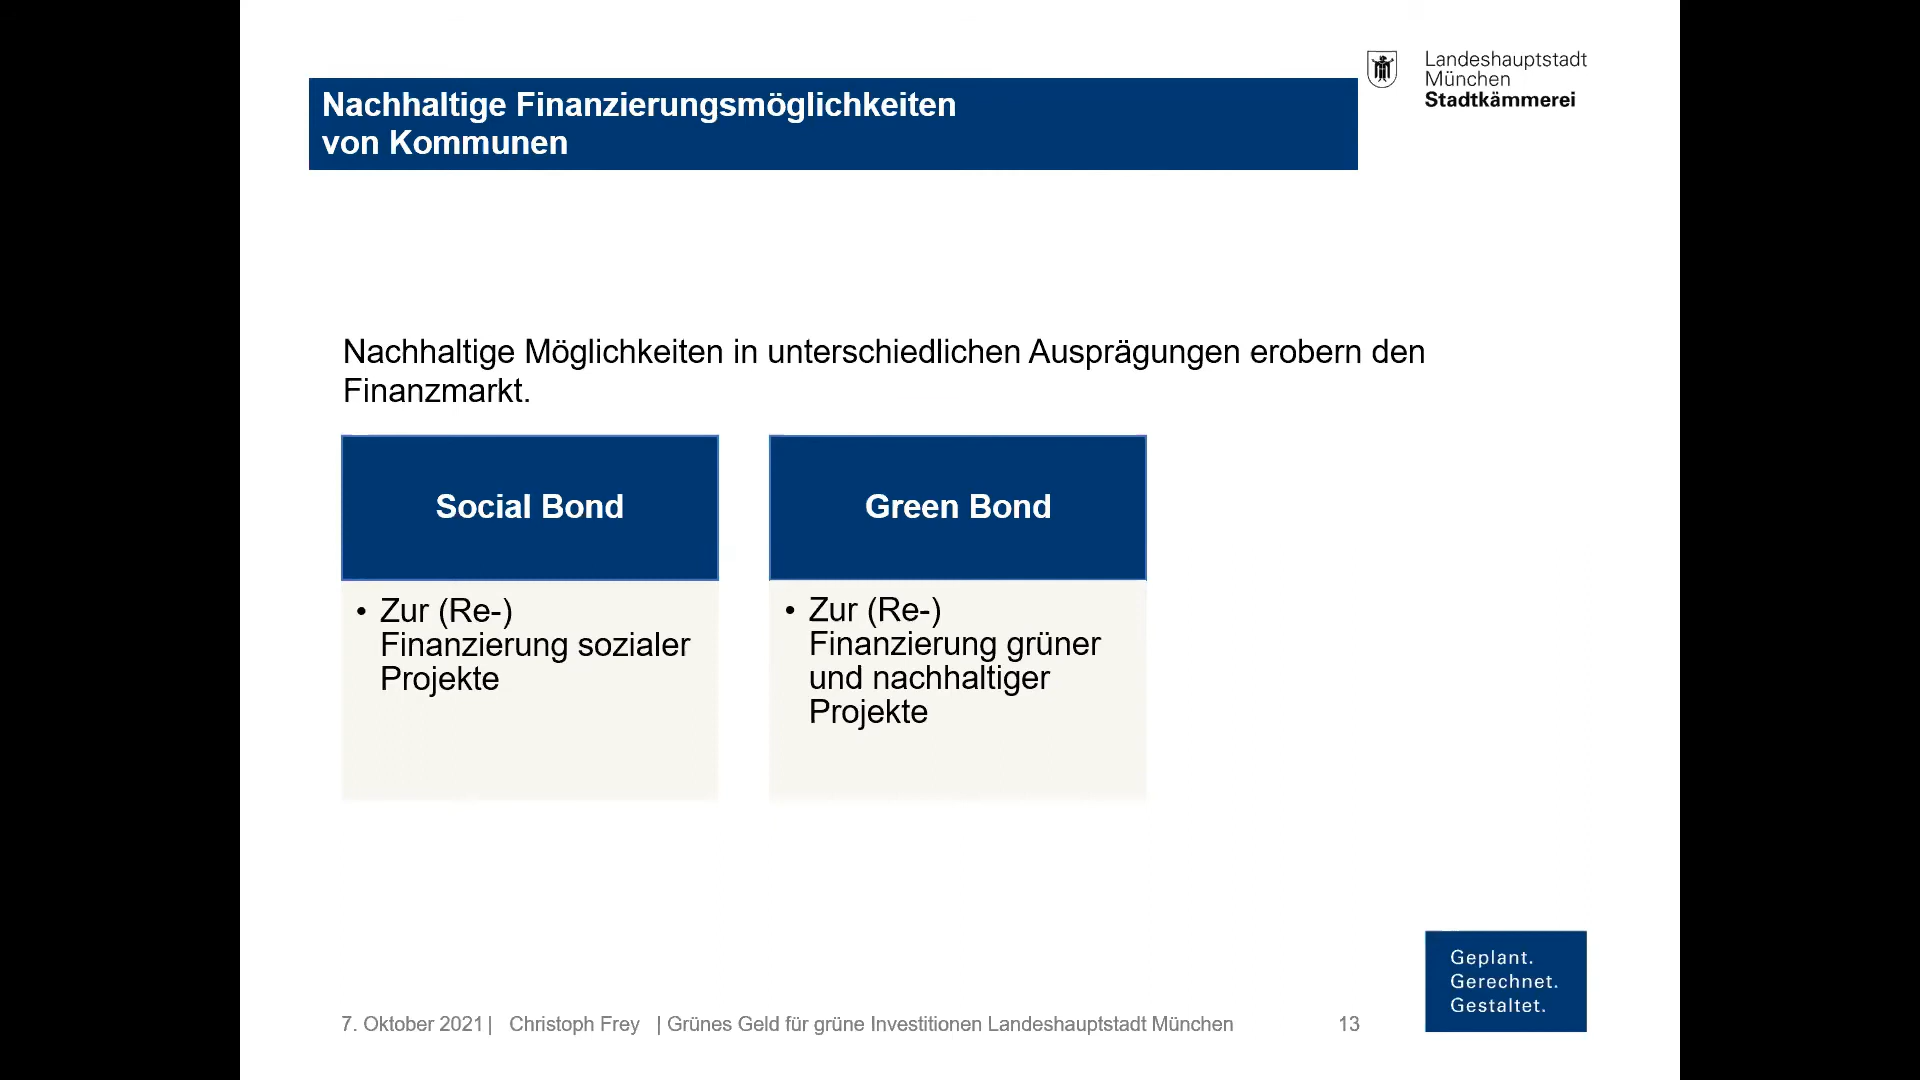 Landeshauptstadt
München
Stadtkämmerei
Nachhaltige Finanzierungsmöglichkeiten
von Kommunen
Nachhaltige Möglichkeiten in unterschiedlichen Ausprägungen erobern den
Finanzmarkt.
Social Bond
• Zur (Re-)
Finanzierung sozialer
Projekte
Green Bond
• Zur (Re-)
Finanzierung grüner
und nachhaltiger
Projekte
Geplant.
Gerechnet.
Gestaltet.
7. Oktober 2021 | Christoph Frey | Grünes Geld für grüne Investitionen Landeshauptstadt München 13